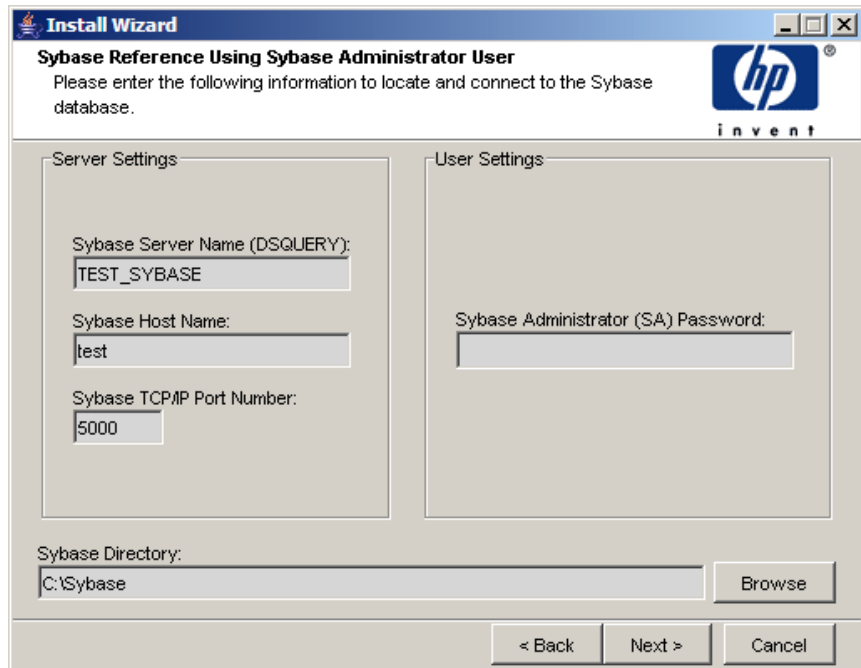 Install Wizard
Sybase Reference Using Sybase Administrator User
Please enter the following information to locate and connect to the Sybase
database.
hp
®
invent
Server Settings
Sybase Server Name (DSQUERY):
TEST_SYBASE
Sybase Host Name:
test
Sybase TCP/IP Port Number:
5000
User Settings
Sybase Administrator (SA) Password:
Sybase Directory:
C:\Sybase
Browse
< Back
Next >
Cancel